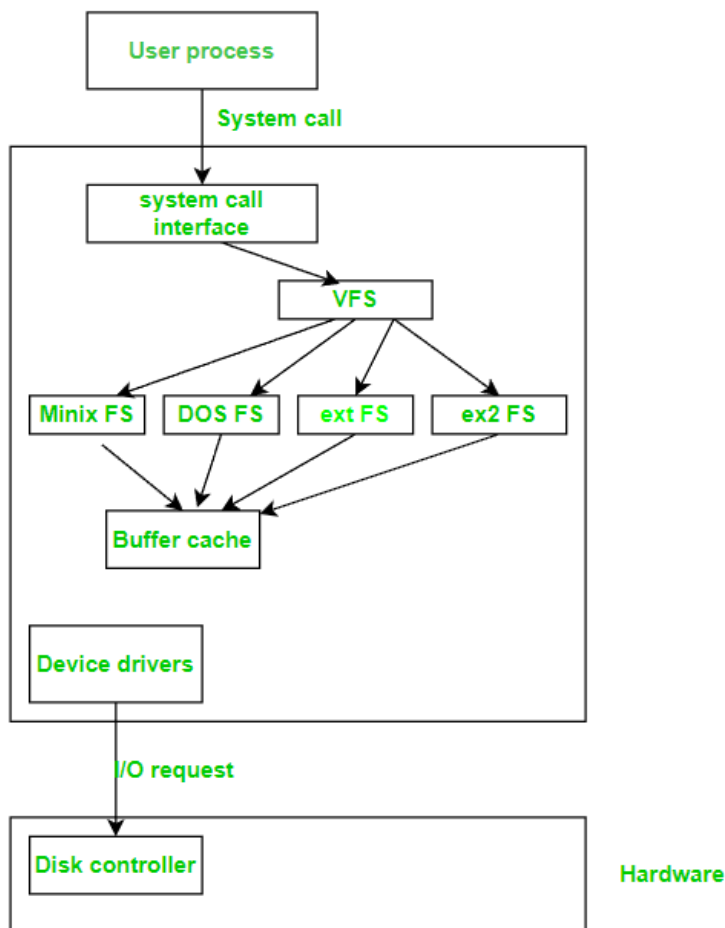 User process
System call
system call
interface
VFS
Minix FS
DOS FS
ext FS
ex2 FS
Buffer cache
Device drivers
I/O request
Disk controller
Hardware